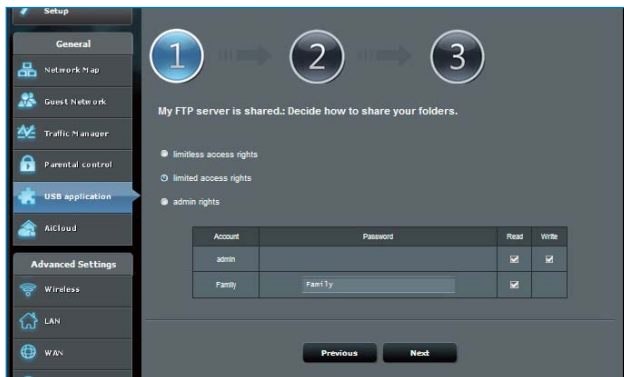 Setup
General
Network Map
Guest Network
Traffic Manager
Parental control
USB application
AiCloud
Advanced Settings
Wireless
LAN
WAN
1
2
3
My FTP server is shared.: Decide how to share your folders.
limitless access rights
limited access rights
admin rights
Account Password Read Write
admin
Family Family
Previous Next